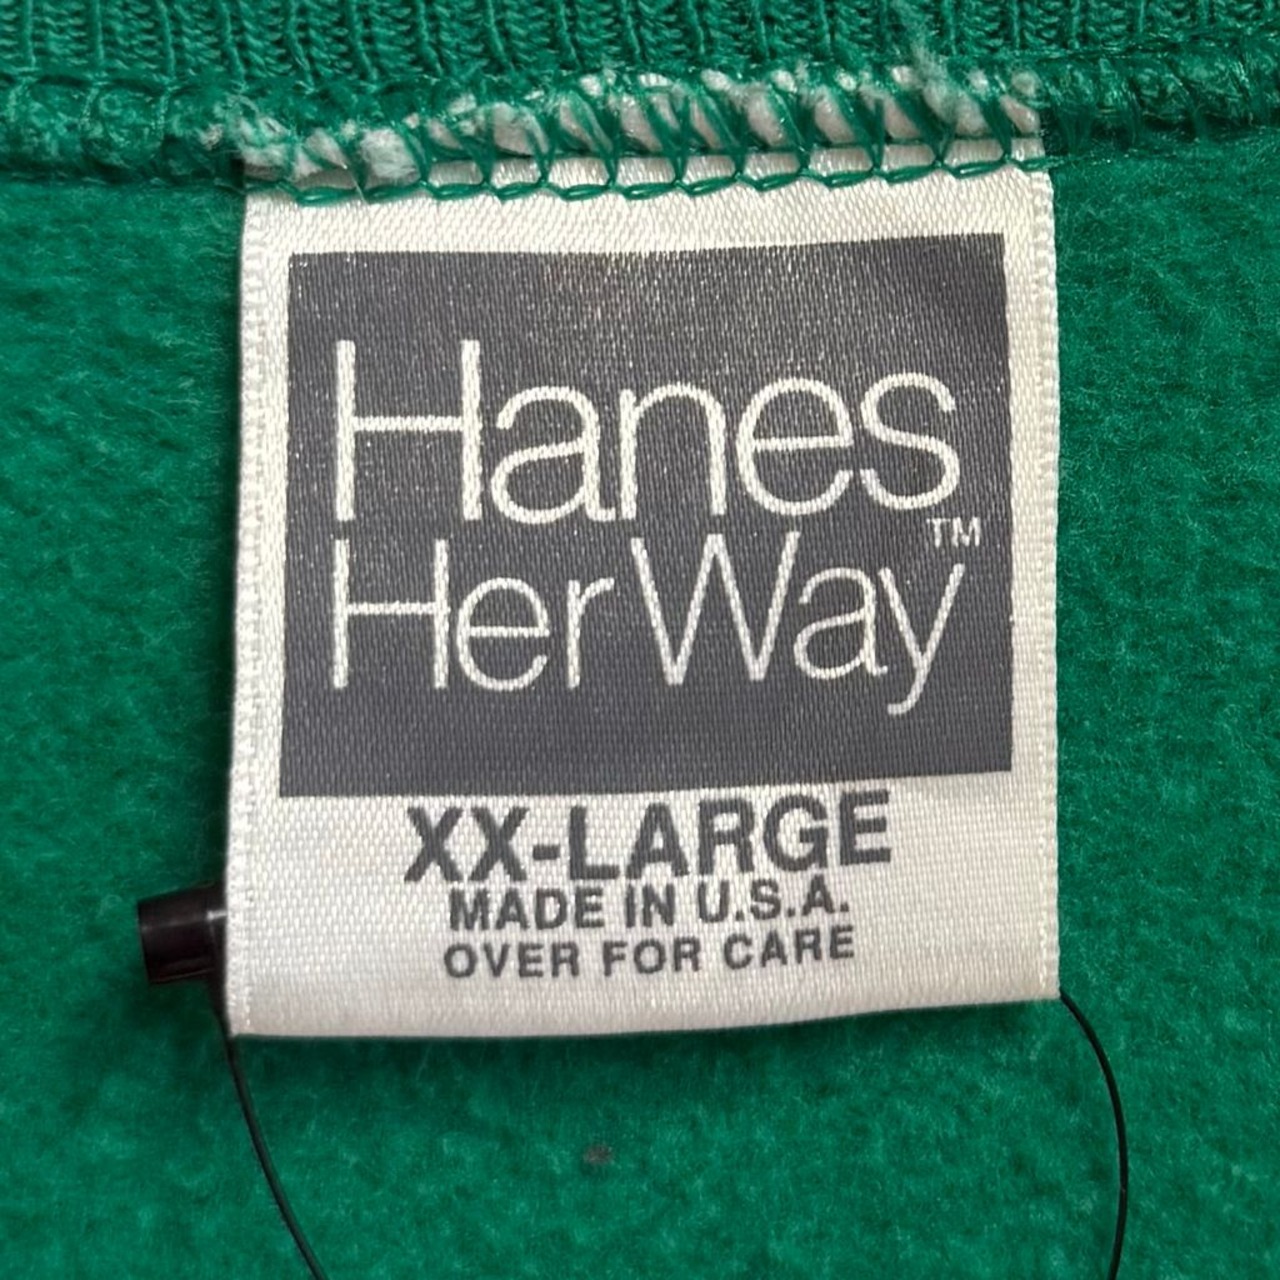 Hanes
Her Way™
XX-LARGE
MADE IN U.S.A.
OVER FOR CARE